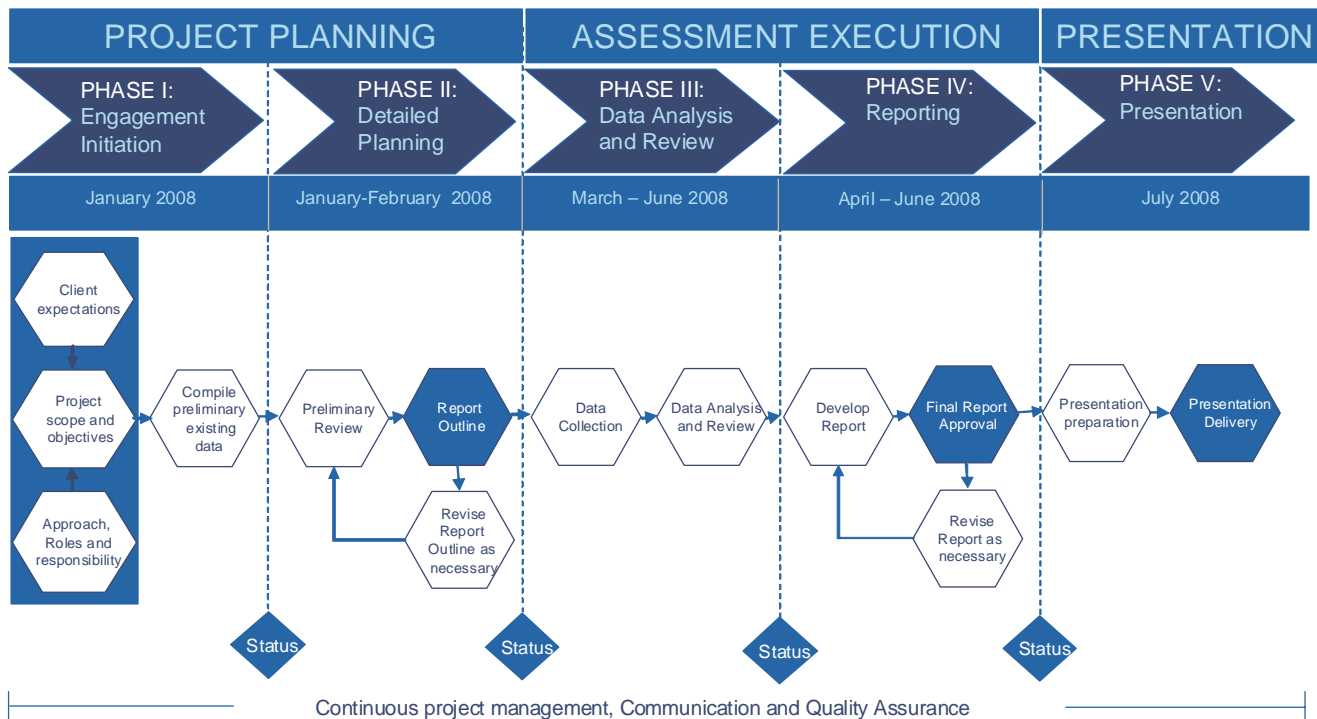 PROJECT PLANNING
ASSESSMENT EXECUTION
PRESENTATION
PHASE I:
Engagement
Initiation
PHASE II:
Detailed
Planning
PHASE III:
Data Analysis
and Review
PHASE IV:
Reporting
PHASE V:
Presentation
January 2008
January-February 2008
March – June 2008
April – June 2008
July 2008
Client
expectations
Project
scope and
objectives
Approach,
Roles and
responsibility
Compile
preliminary
existing
data
Preliminary
Review
Report
Outline
Revise
Report
Outline as
necessary
Data
Collection
Data Analysis
and Review
Develop
Report
Final Report
Approval
Revise
Report as
necessary
Presentation
preparation
Presentation
Delivery
Status
Status
Status
Status
Continuous project management, Communication and Quality Assurance